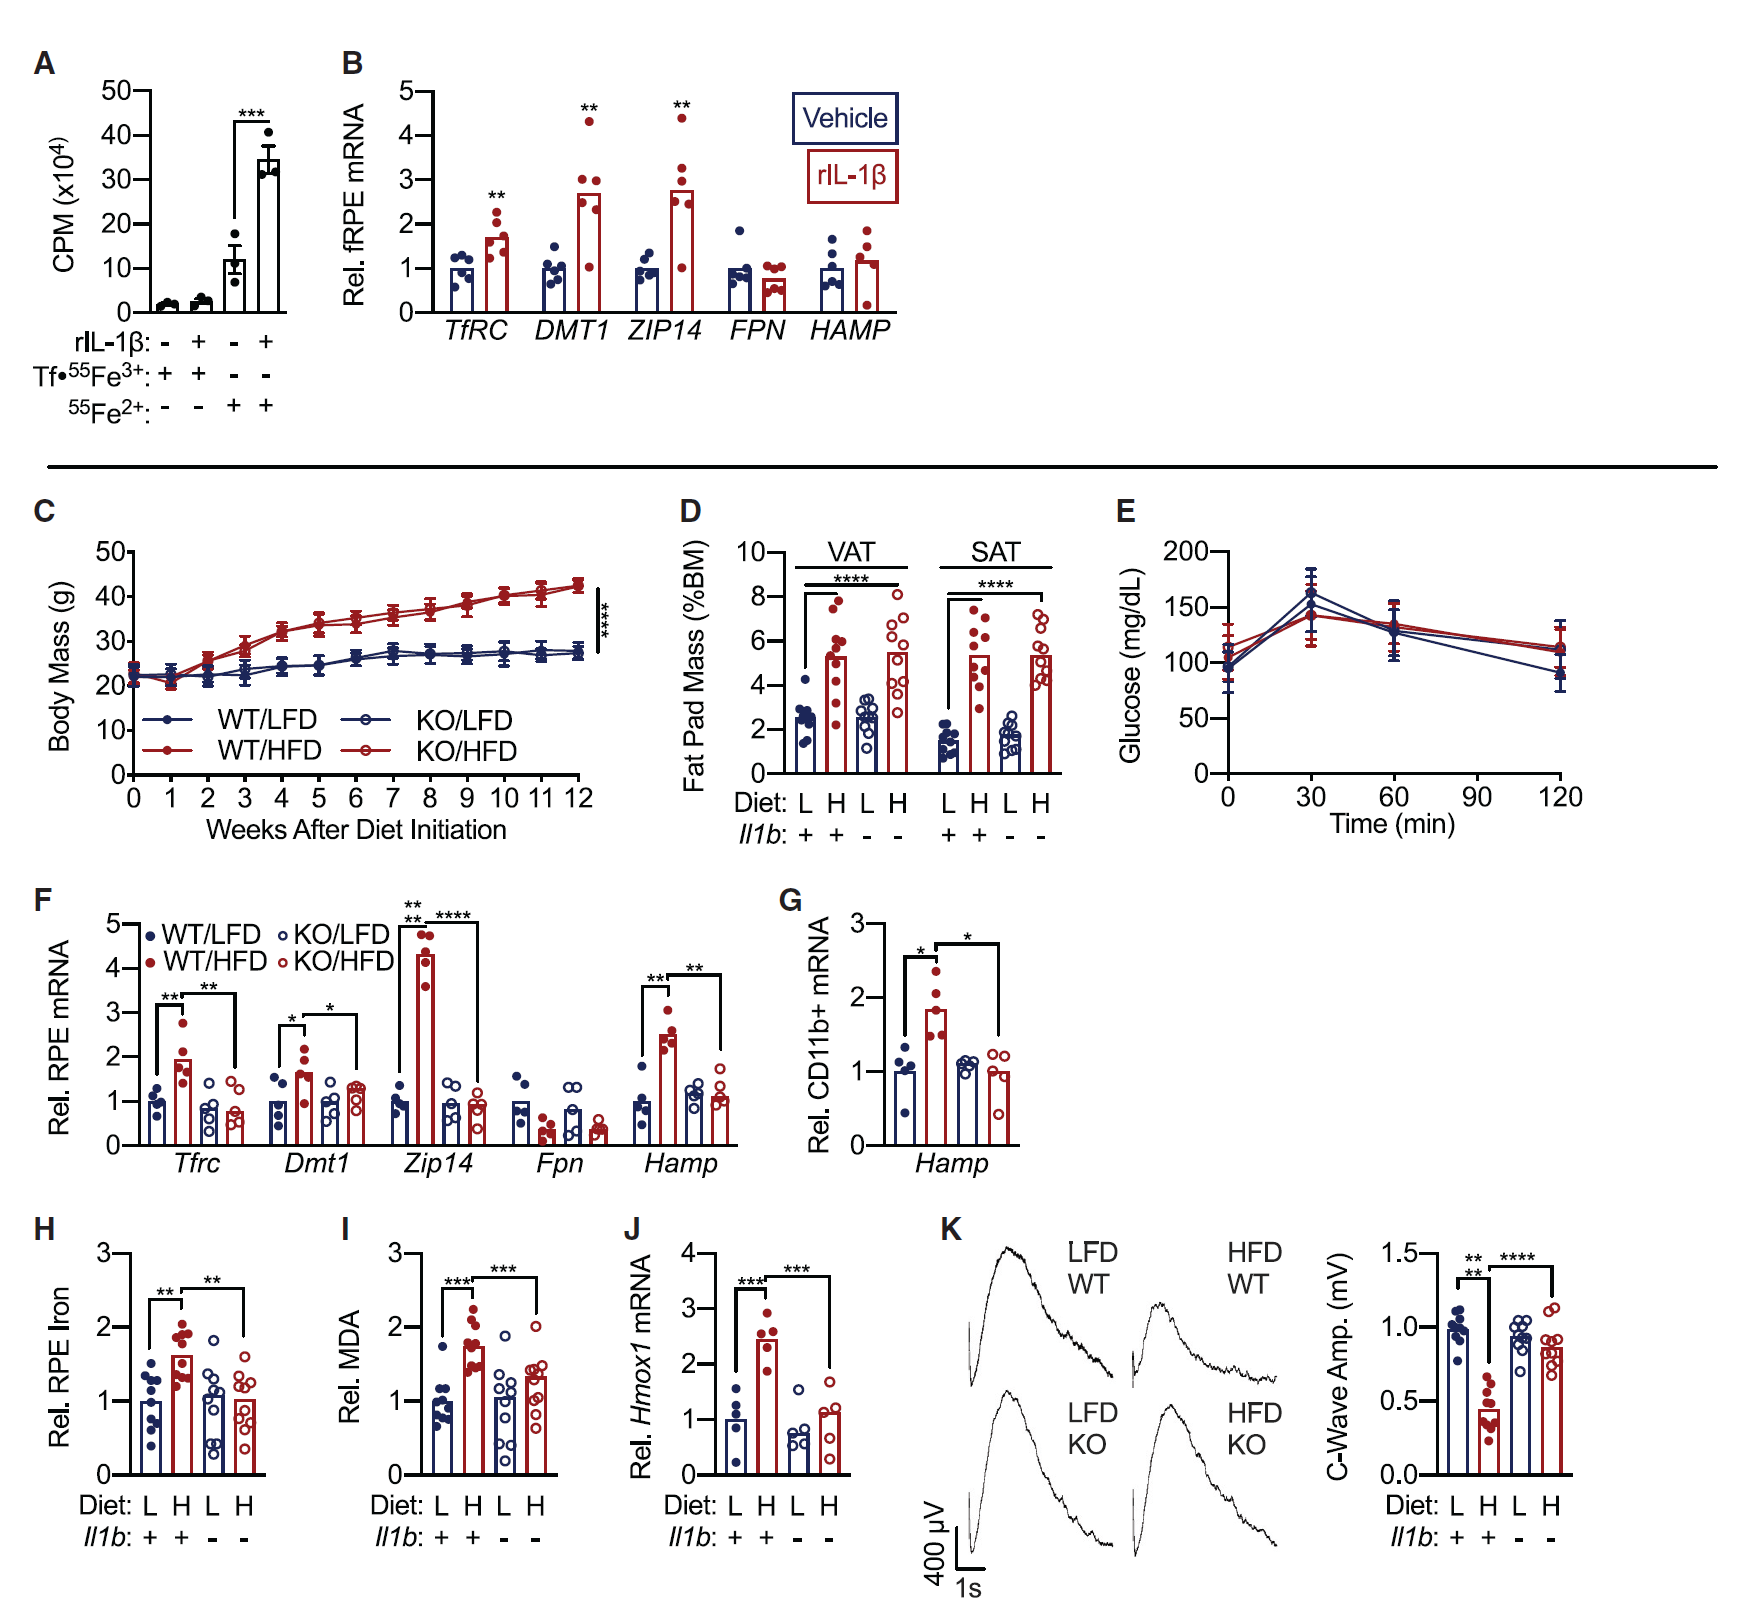 A
CPM (x10⁴)
50
40
30
20
10
0
***
rIL-1β: - + - +
Tf•⁵⁵Fe³⁺: + + - -
⁵⁵Fe²⁺: - - + +
B
Rel. fRPE mRNA
5
4
3
2
1
0
** ** **
Vehicle
rIL-1β
TfRC DMT1 ZIP14 FPN HAMP
C
Body Mass (g)
50
40
30
20
10
0
****
WT/LFD KO/LFD
WT/HFD KO/HFD
0 1 2 3 4 5 6 7 8 9 10 11 12
Weeks After Diet Initiation
D
Fat Pad Mass (%BM)
10
8
6
4
2
0
VAT SAT
**** ****
Diet: L H L H L H L H
Il1b: + + - - + + - -
E
Glucose (mg/dL)
200
150
100
50
0
0 30 60 90 120
Time (min)
F
Rel. RPE mRNA
5
4
3
2
1
0
WT/LFD KO/LFD
WT/HFD KO/HFD
** **
* *
**
** ****
** **
Tfrc Dmt1 Zip14 Fpn Hamp
G
Rel. CD11b+ mRNA
3
2
1
0
* *
Hamp
H
Rel. RPE Iron
3
2
1
0
** **
Diet: L H L H
Il1b: + + - -
I
Rel. MDA
3
2
1
0
*** ***
Diet: L H L H
Il1b: + + - -
J
Rel. Hmox1 mRNA
4
3
2
1
0
*** ***
Diet: L H L H
Il1b: + + - -
K
LFD
WT
HFD
WT
LFD
KO
HFD
KO
400 µV
1s
C-Wave Amp. (mV)
1.5
1.0
0.5
0.0
** ****
**
Diet: L H L H
Il1b: + + - -